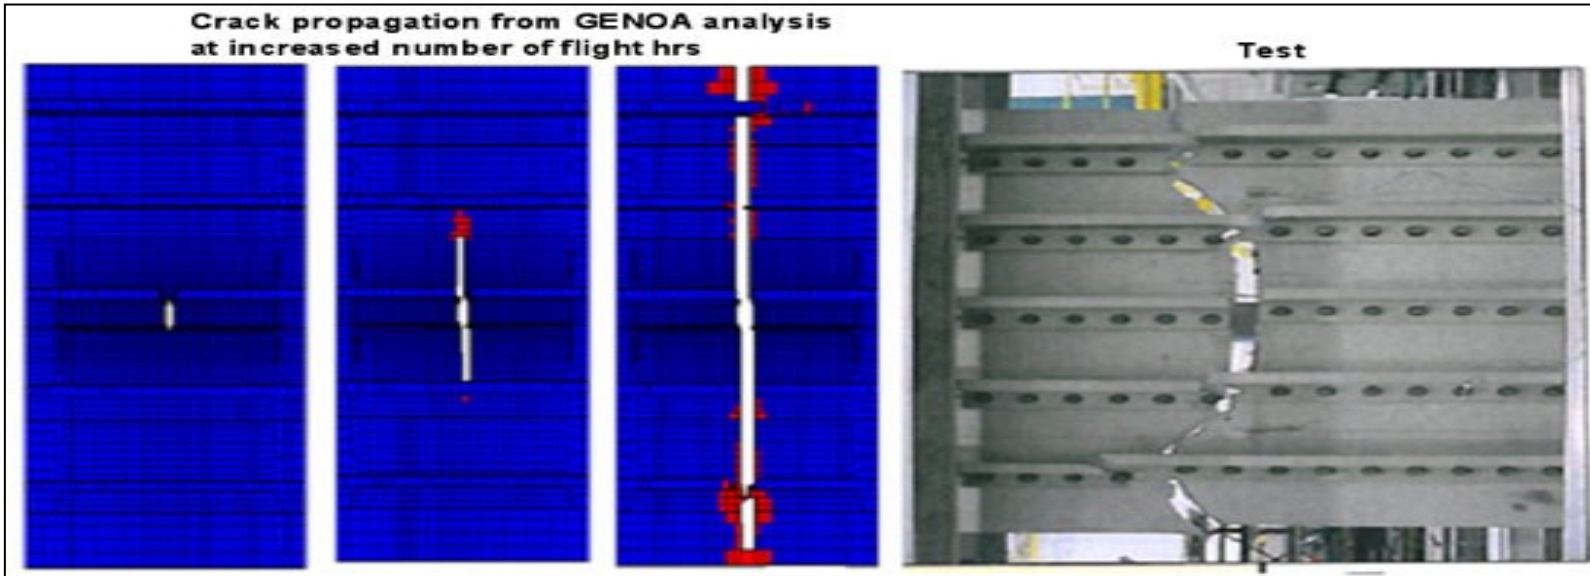 Crack propagation from GENOA analysis
at increased number of flight hrs
Test